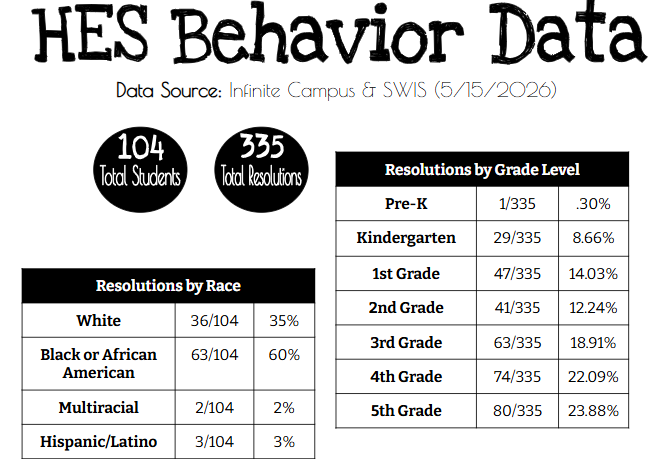 HES Behavior Data
Data Source: Infinite Campus & SWIS (5/15/2026)
104
Total Students
335
Total Resolutions
Resolutions by Grade Level
Pre-K 1/335 .30%
Kindergarten 29/335 8.66%
1st Grade 47/335 14.03%
2nd Grade 41/335 12.24%
3rd Grade 63/335 18.91%
4th Grade 74/335 22.09%
5th Grade 80/335 23.88%
Resolutions by Race
White 36/104 35%
Black or African 63/104 60%
American
Multiracial 2/104 2%
Hispanic/Latino 3/104 3%